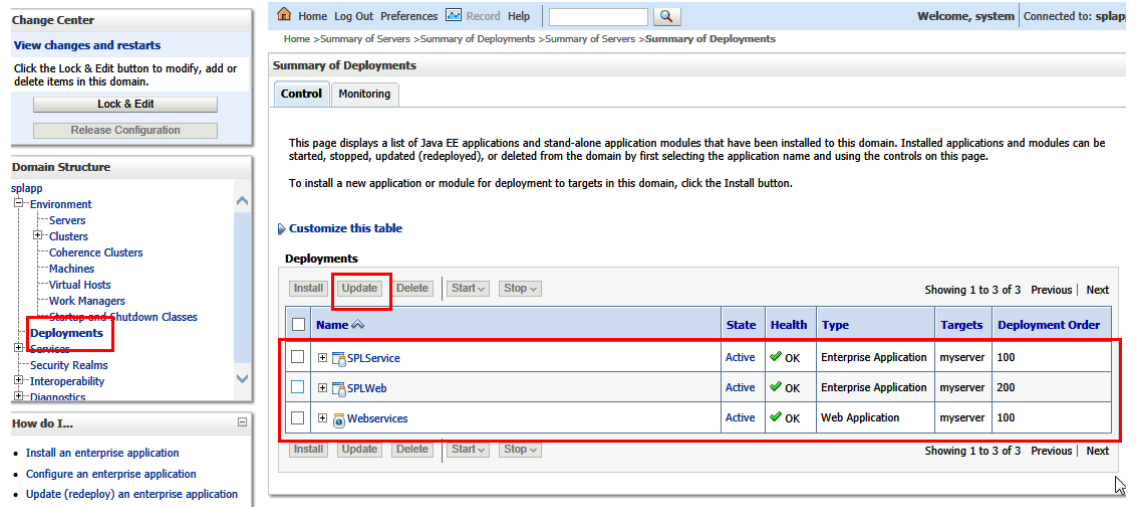 Change Center
View changes and restarts
Click the Lock & Edit button to modify, add or
delete items in this domain.
Lock & Edit
Release Configuration
Domain Structure
splapp
Environment
Servers
Clusters
Coherence Clusters
Machines
Virtual Hosts
Work Managers
Startup and Shutdown Classes
Deployments
Services
Security Realms
Interoperability
Diagnostics
How do I...
Install an enterprise application
Configure an enterprise application
Update (redeploy) an enterprise application
Home Log Out Preferences Record Help
Welcome, system Connected to: splapp
Home >Summary of Servers >Summary of Deployments >Summary of Servers >Summary of Deployments
Summary of Deployments
Control Monitoring
This page displays a list of Java EE applications and stand-alone application modules that have been installed to this domain. Installed applications and modules can be
started, stopped, updated (redeployed), or deleted from the domain by first selecting the application name and using the controls on this page.
To install a new application or module for deployment to targets in this domain, click the Install button.
Customize this table
Deployments
Install Update Delete Start Stop Showing 1 to 3 of 3 Previous | Next
Name State Health Type Targets Deployment Order
SPLService Active OK Enterprise Application myserver 100
SPLWeb Active OK Enterprise Application myserver 200
Webservices Active OK Web Application myserver 100
Install Update Delete Start Stop Showing 1 to 3 of 3 Previous | Next